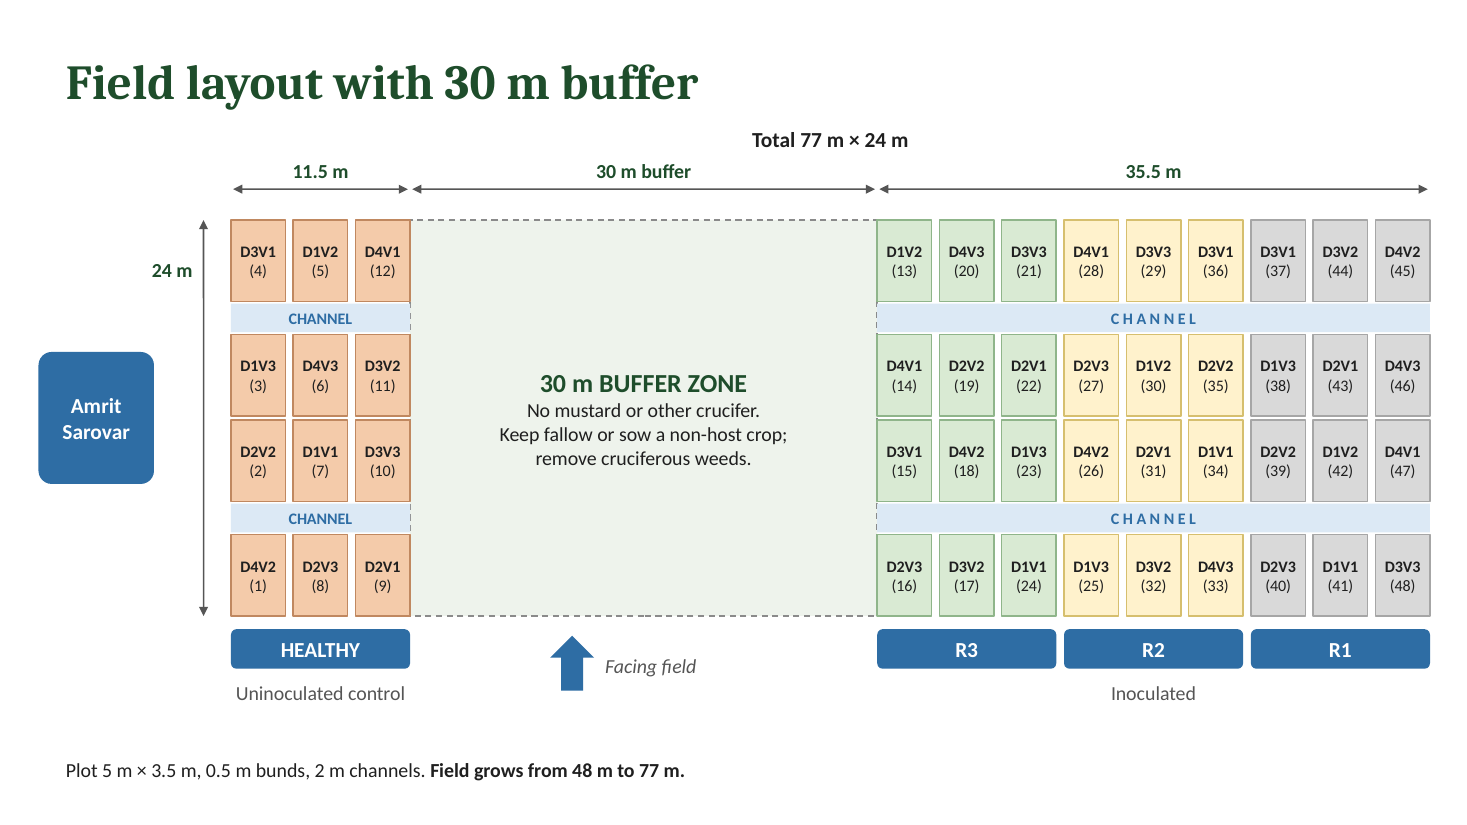 Field layout with 30 m buffer
Total 77 m × 24 m
11.5 m
30 m buffer
35.5 m
24 m
D3V1 D1V2 D4V1 D1V2 D4V3 D3V3 D4V1 D3V3 D3V1 D3V1 D3V2 D4V2
(4) (5) (12) (13) (20) (21) (28) (29) (36) (37) (44) (45)
CHANNEL
CHANNEL
D1V3 D4V3 D3V2 D4V1 D2V2 D2V1 D2V3 D1V2 D2V2 D1V3 D2V1 D4V3
(3) (6) (11) (14) (19) (22) (27) (30) (35) (38) (43) (46)
30 m BUFFER ZONE
No mustard or other crucifer.
Keep fallow or sow a non-host crop;
remove cruciferous weeds.
Amrit
Sarovar
D2V2 D1V1 D3V3 D3V1 D4V2 D1V3 D4V2 D2V1 D1V1 D2V2 D1V2 D4V1
(2) (7) (10) (15) (18) (23) (26) (31) (34) (39) (42) (47)
CHANNEL
CHANNEL
D4V2 D2V3 D2V1 D2V3 D3V2 D1V1 D1V3 D3V2 D4V3 D2V3 D1V1 D3V3
(1) (8) (9) (16) (17) (24) (25) (32) (33) (40) (41) (48)
HEALTHY
R3
R2
R1
Facing field
Uninoculated control
Inoculated
Plot 5 m × 3.5 m, 0.5 m bunds, 2 m channels. Field grows from 48 m to 77 m.